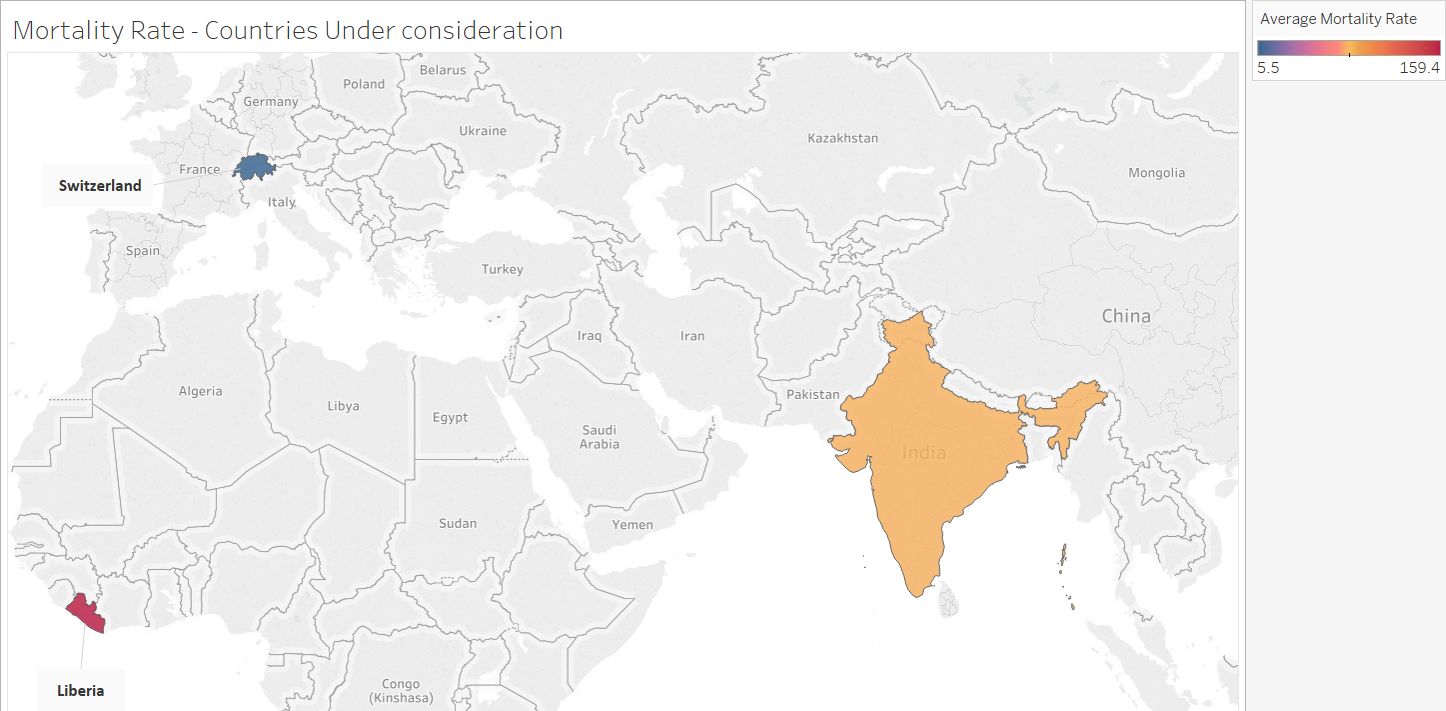 Mortality Rate - Countries Under consideration
Average Mortality Rate
5.5 159.4
Belarus
Poland
Germany
Ukraine
Kazakhstan
France
Mongolia
Switzerland
Italy
Spain
Turkey
China
Iraq
Iran
Algeria
Pakistan
Libya
Egypt
Saudi
Arabia
India
Sudan
Yemen
Congo
(Kinshasa)
Liberia